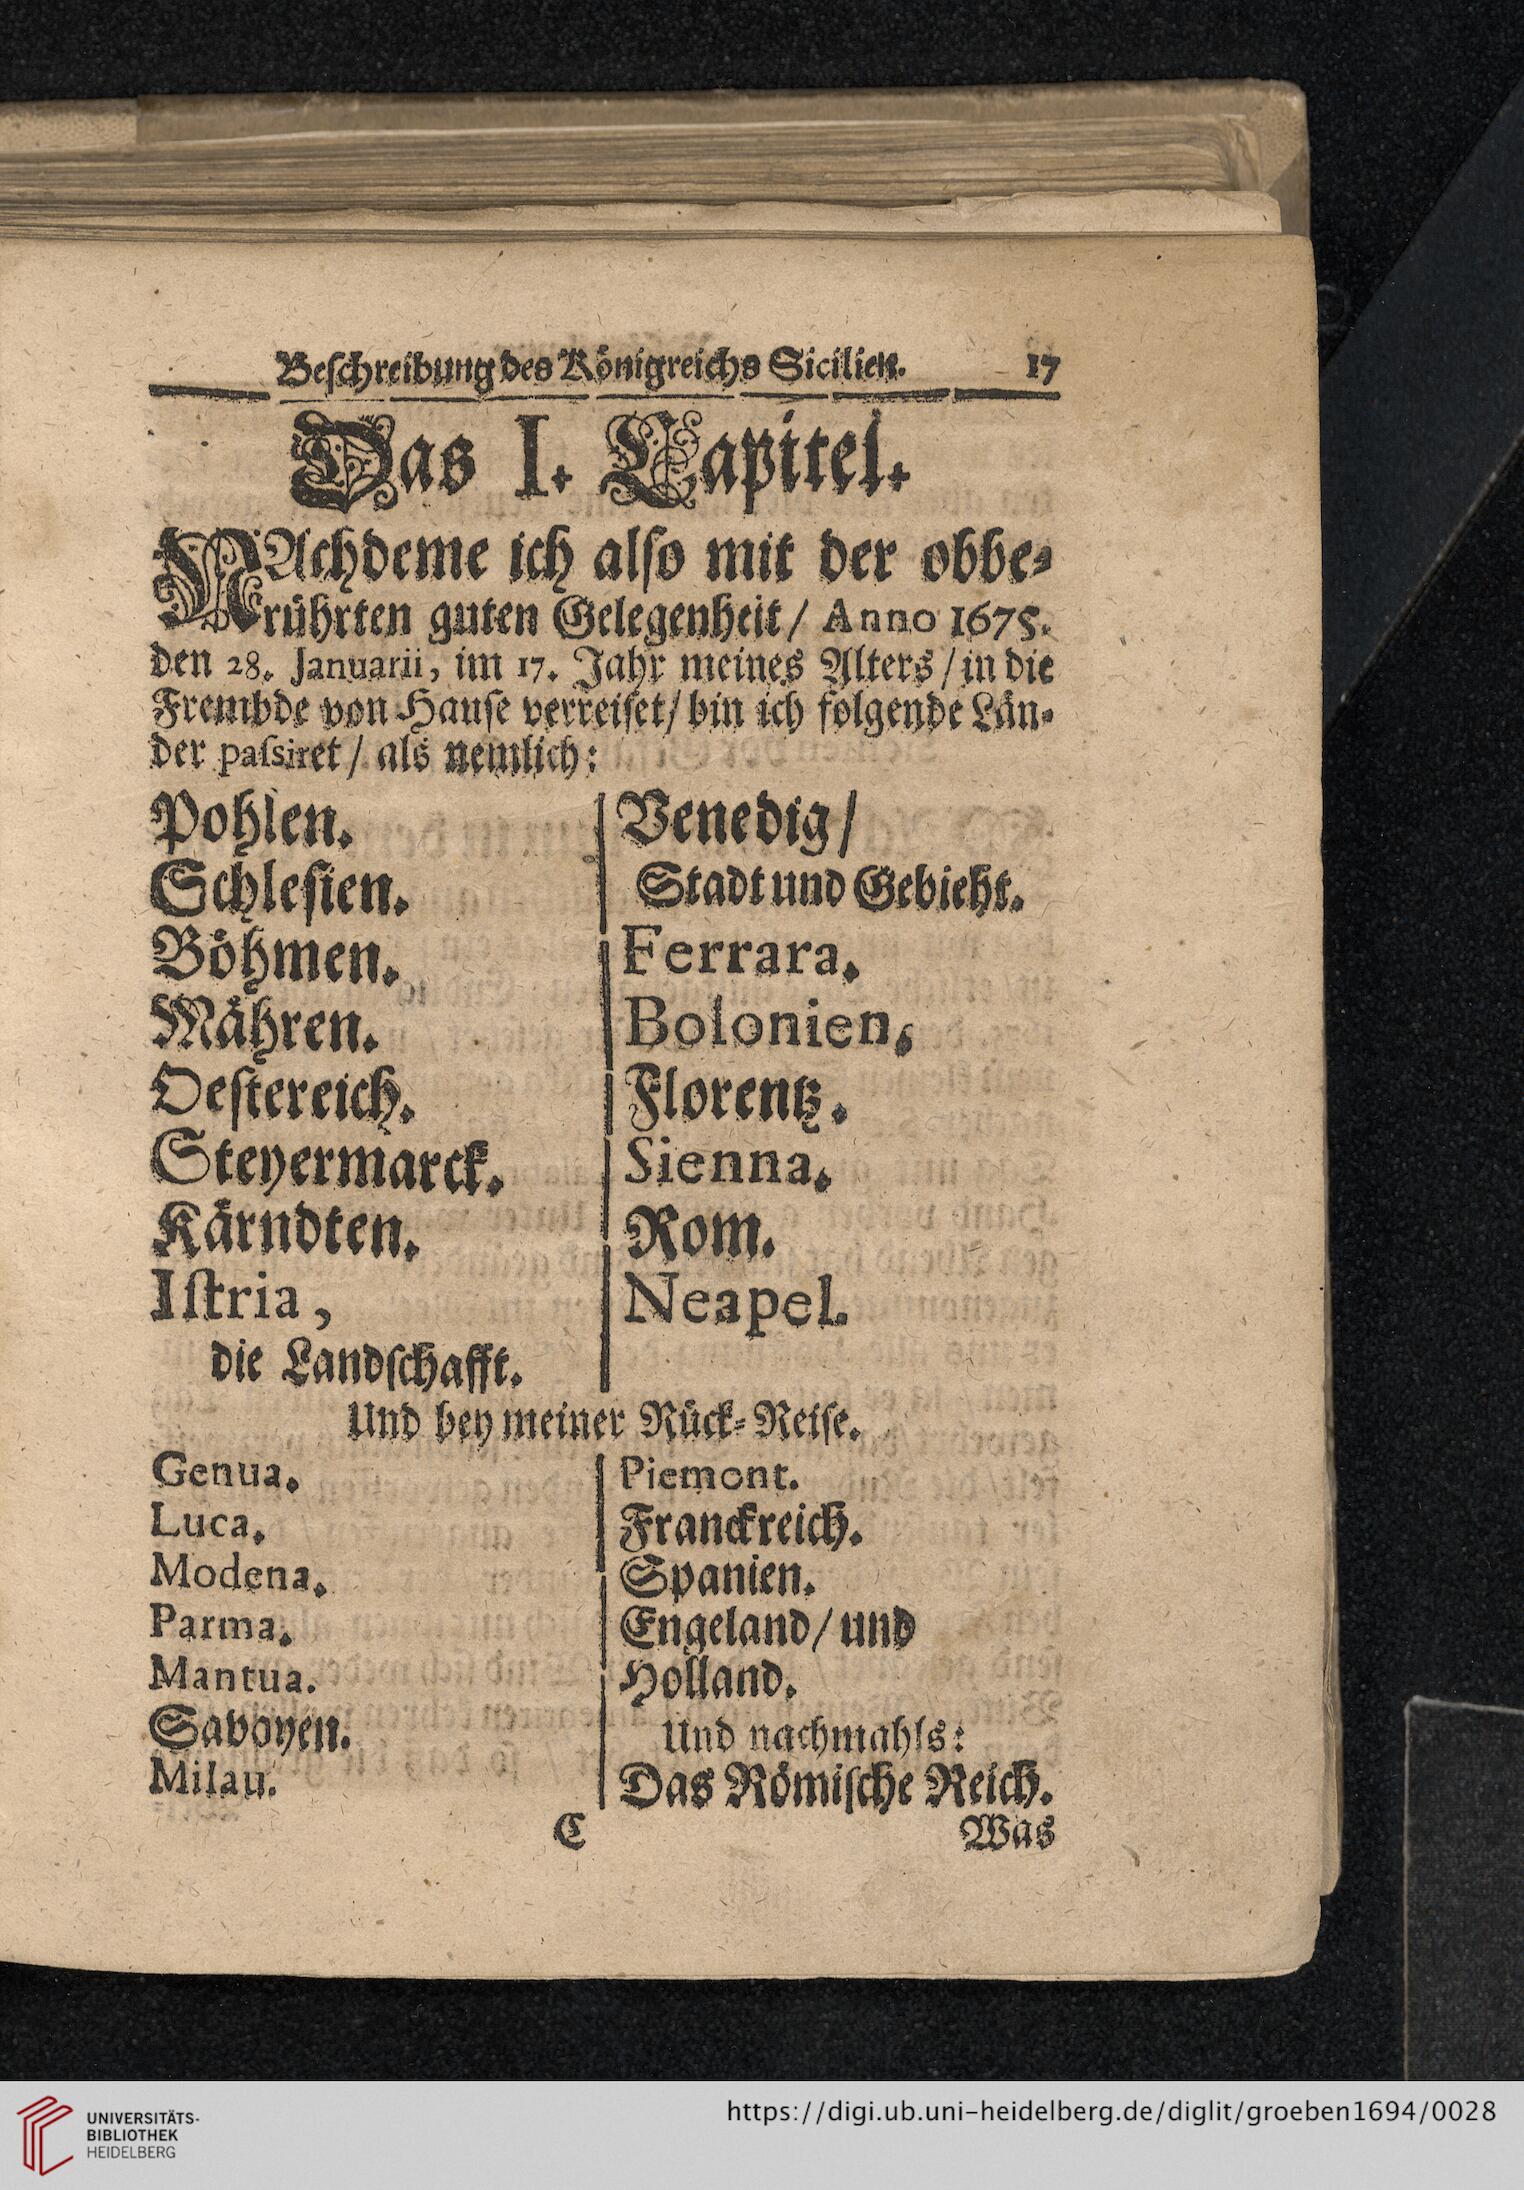 Beſchreibung des Königreichs Sicilien. 17
Das I. Capitel.
NAchdeme ich alſo mit der obbe-
rührten guten Gelegenheit / Anno 1675.
den 28. Januarii, im 17. Jahr meines Alters / in die
Frembde von Hauſe verreiſet / bin ich folgende Län-
der paſsiret / als nemlich:
Pohlen.
Schleſien.
Böhmen.
Mähren.
Oeſtereich.
Steyermarck.
Kärndten.
Iſtria,
die Landſchafft.
Venedig /
Stadt und Gebieht.
Ferrara.
Bolonien.
Florentz.
Sienna.
Rom.
Neapel.
Und bey meiner Rück-Reiſe.
Genua.
Luca.
Modena.
Parma.
Mantua.
Savoyen.
Milau.
Piemont.
Franckreich.
Spanien.
Engeland / und
Holland.
Und nachmahls:
Das Römiſche Reich.
C Was
UNIVERSITÄTS-
BIBLIOTHEK
HEIDELBERG
https://digi.ub.uni-heidelberg.de/diglit/groeben1694/0028